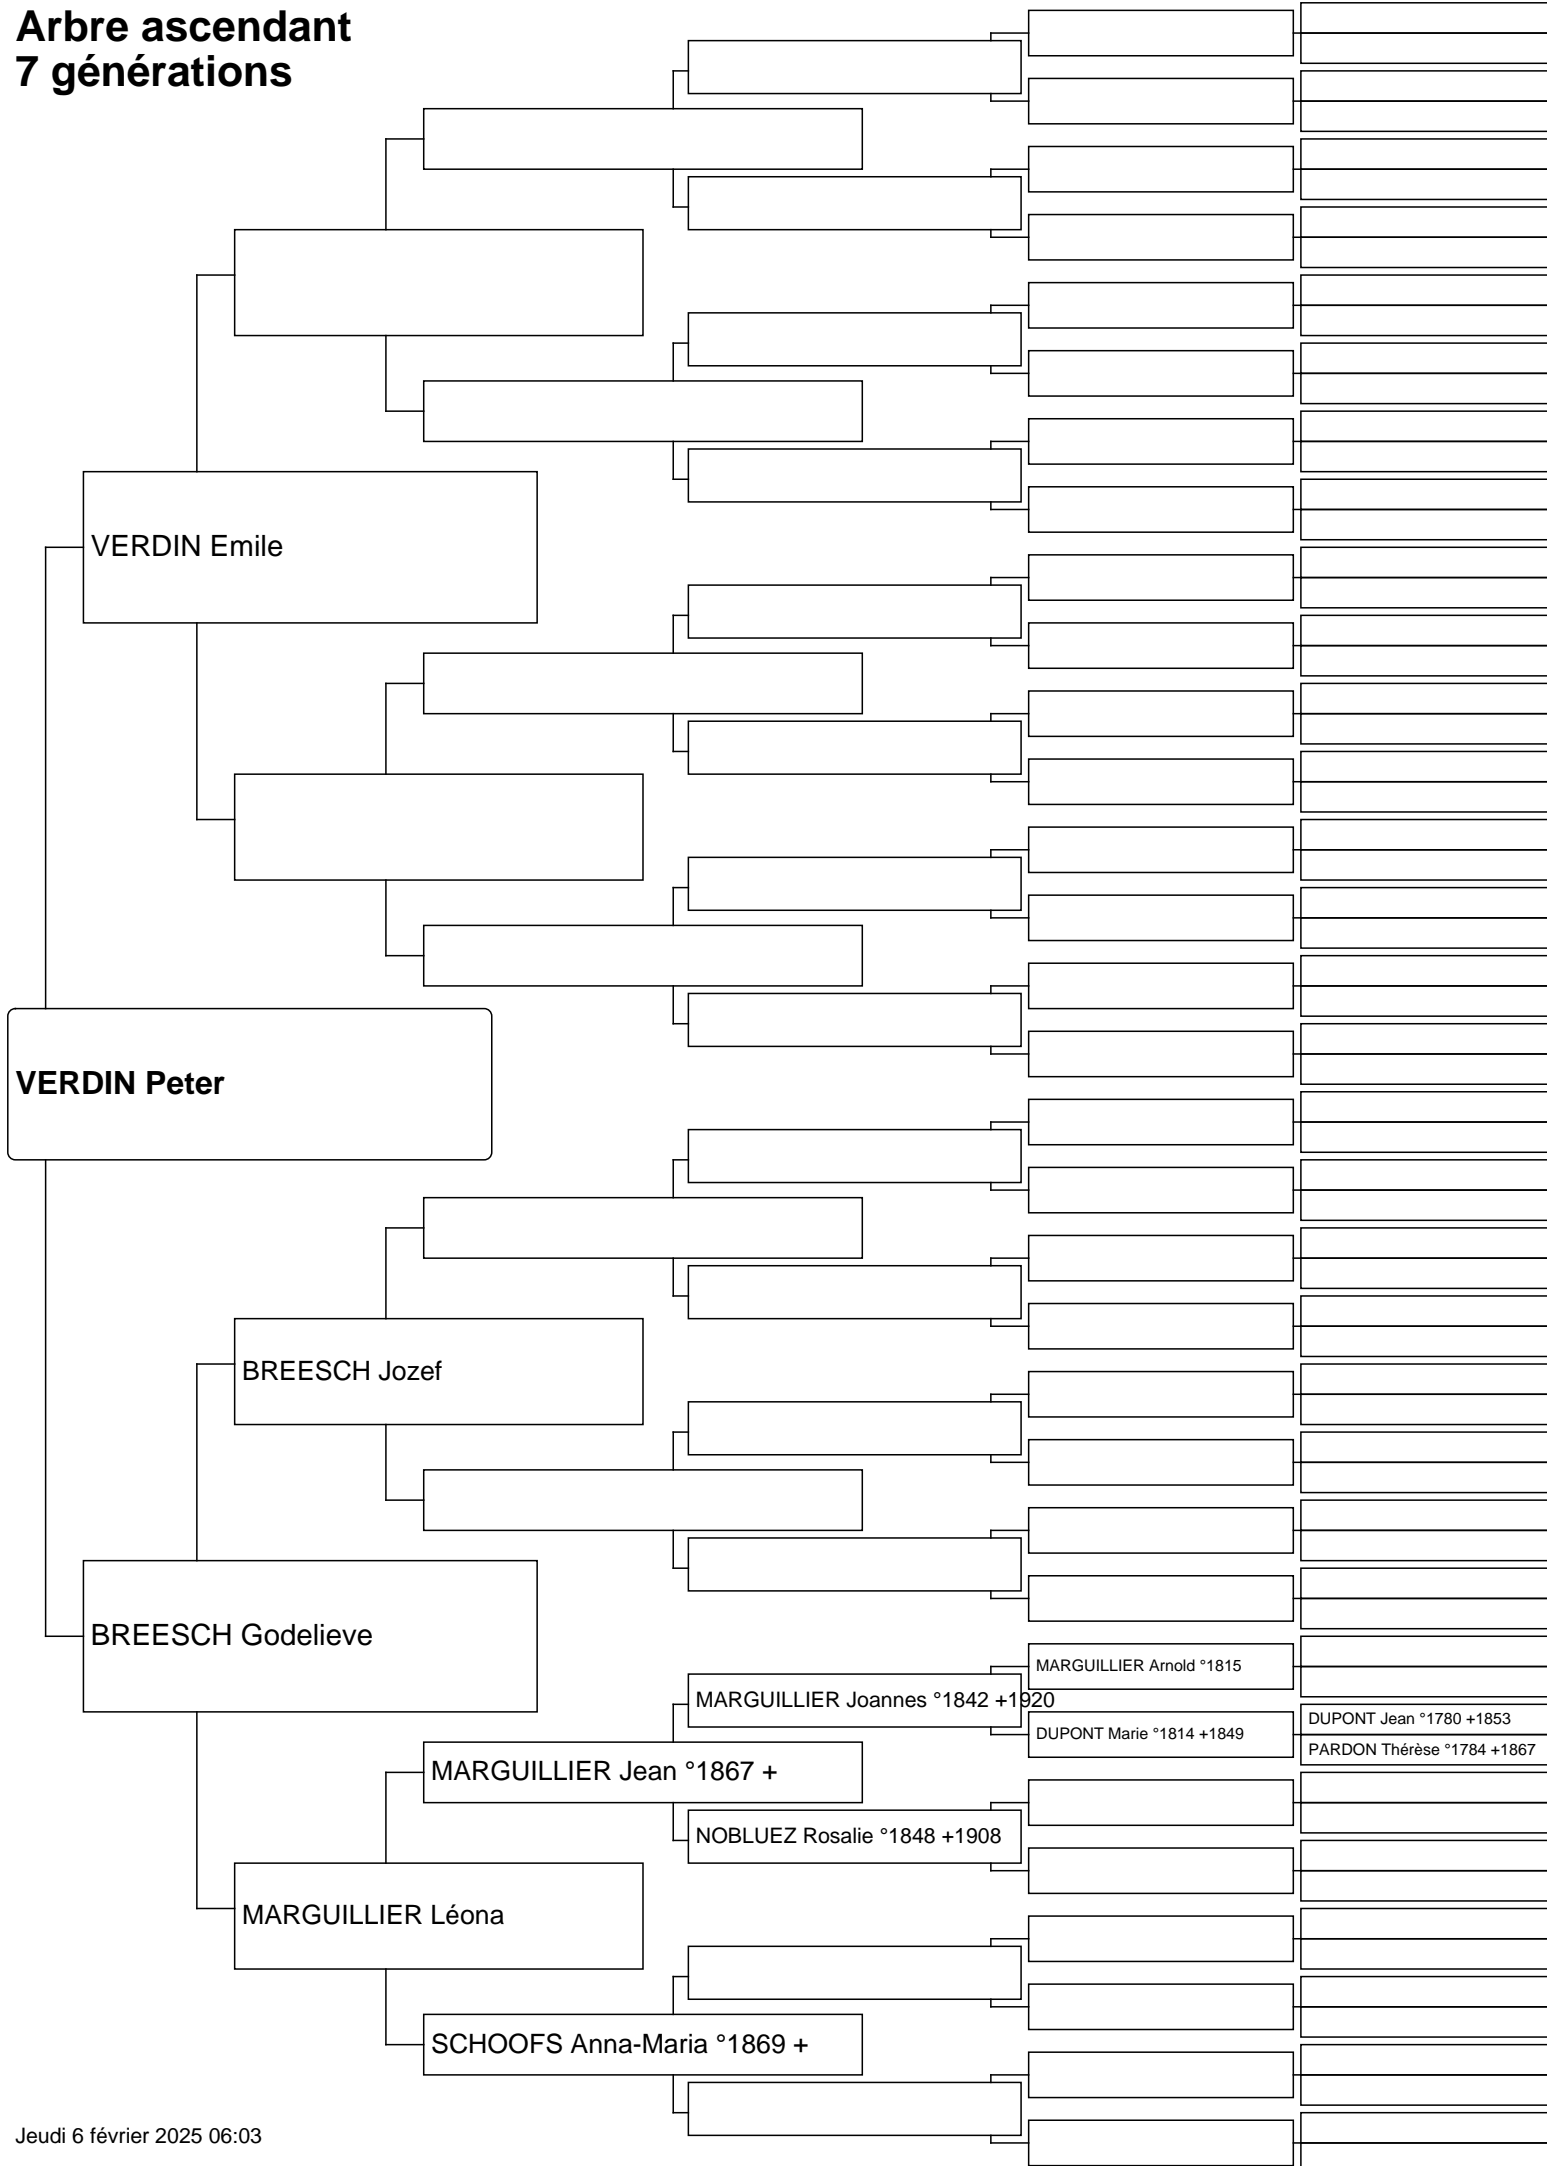 Arbre ascendant
7 générations
VERDIN Emile
VERDIN Peter
BREESCH Jozef
BREESCH Godelieve
MARGUILLIER Arnold °1815
MARGUILLIER Joannes °1842 +1920
DUPONT Jean °1780 +1853
DUPONT Marie °1814 +1849
PARDON Thérèse °1784 +1867
MARGUILLIER Jean °1867 +
NOBLUEZ Rosalie °1848 +1908
MARGUILLIER Léona
SCHOOFS Anna-Maria °1869 +
Jeudi 6 février 2025 06:03